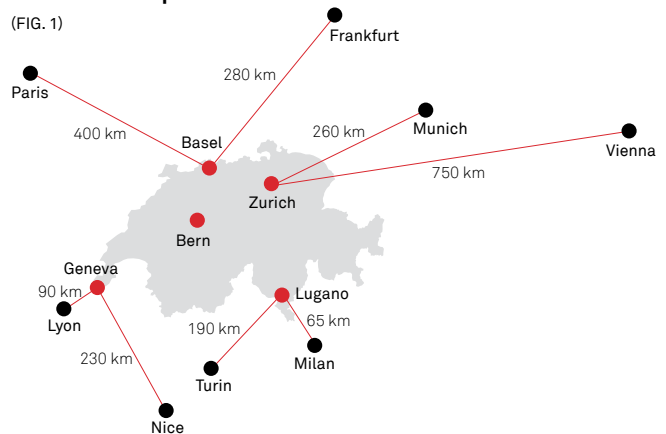 (FIG. 1)
Frankfurt
280 km
Paris
400 km
Basel
260 km
Munich
Vienna
750 km
Zurich
Bern
Geneva
90 km
Lugano
Lyon
190 km
65 km
Milan
230 km
Turin
Nice